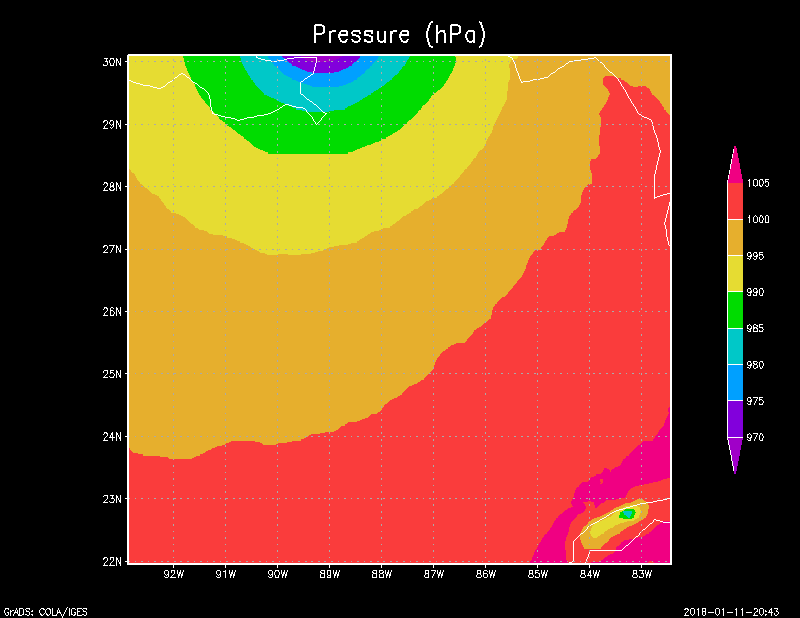 Pressure (hPa)
30N
29N
28N
27N
26N
25N
24N
23N
22N
92W 91W 90W 89W 88W 87W 86W 85W 84W 83W
1005
1000
995
990
985
980
975
970
GrADS: COLA/IGES
2018-01-11-20:43